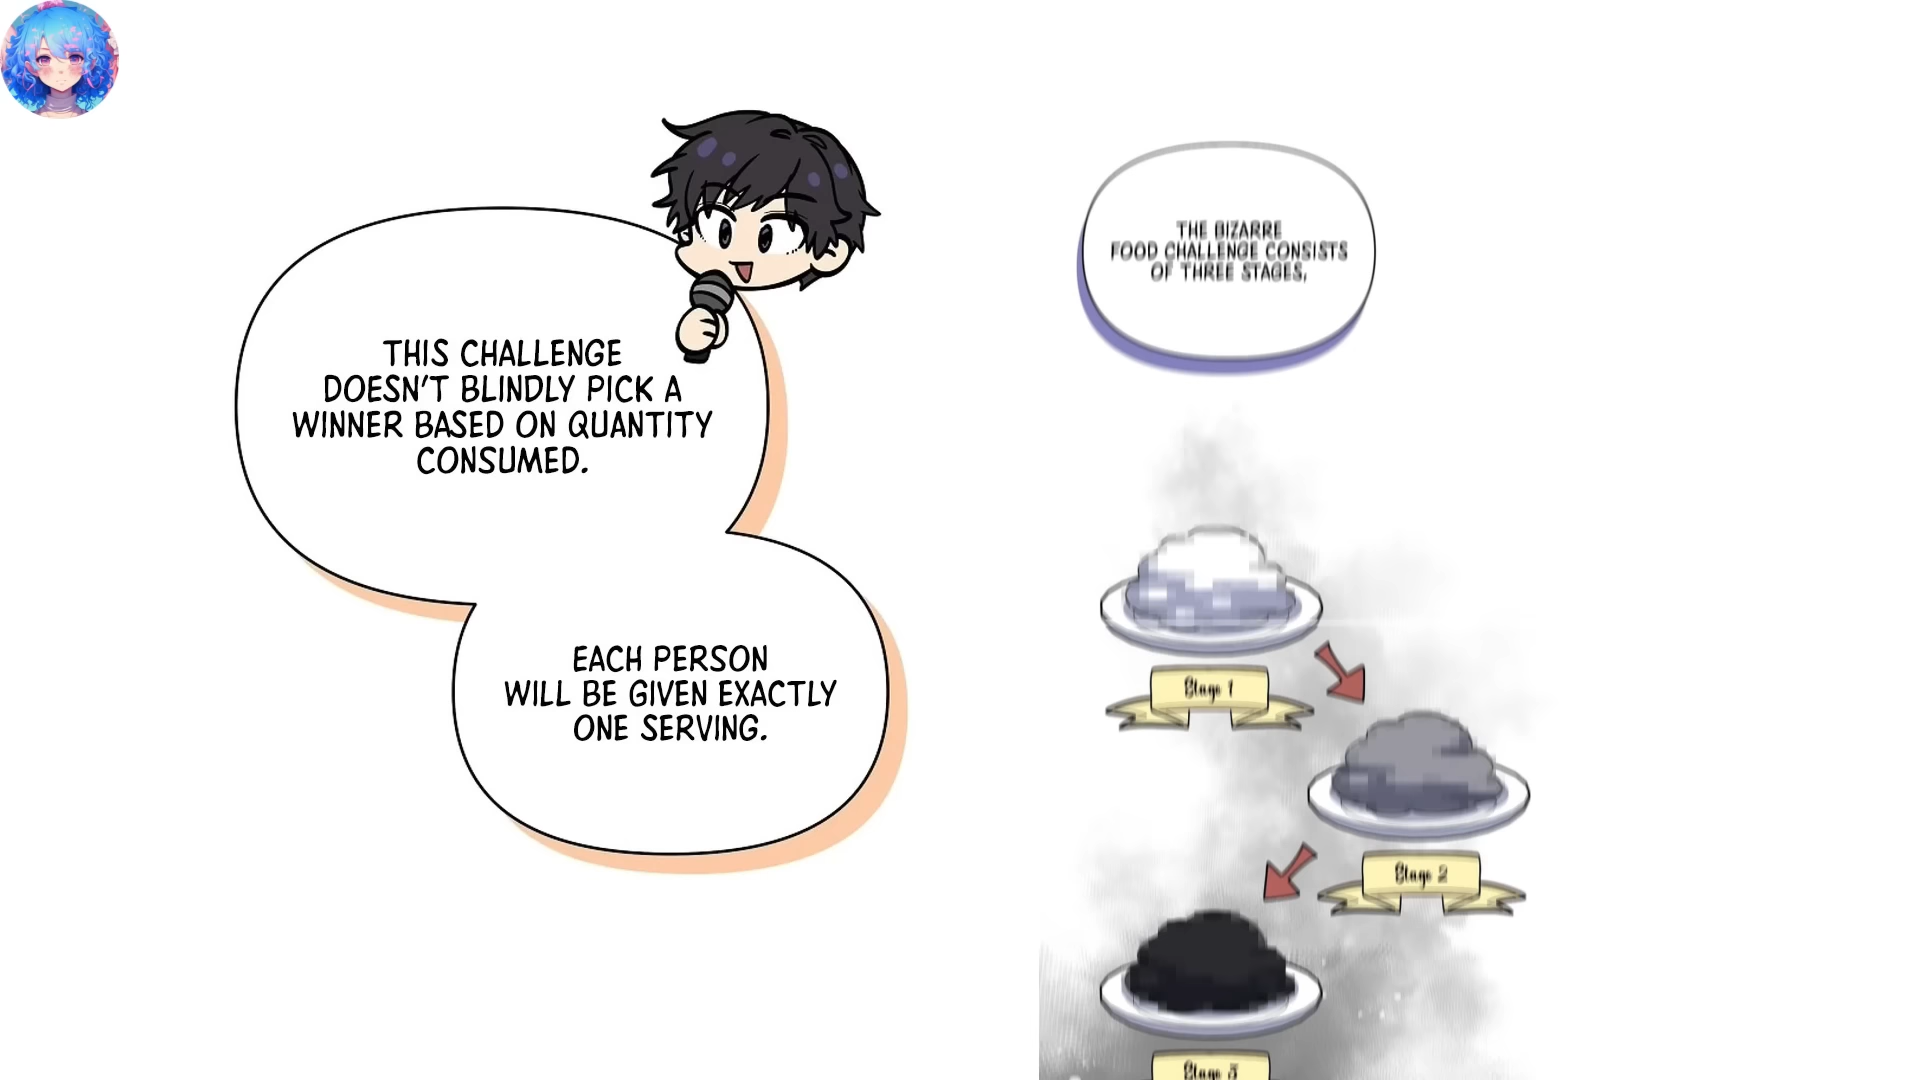 THIS CHALLENGE
DOESN'T BLINDLY PICK A
WINNER BASED ON QUANTITY
CONSUMED.
EACH PERSON
WILL BE GIVEN EXACTLY
ONE SERVING.
THE BIZARRE
FOOD CHALLENGE CONSISTS
OF THREE STAGES,
Stage 1
Stage 2
Stage 3